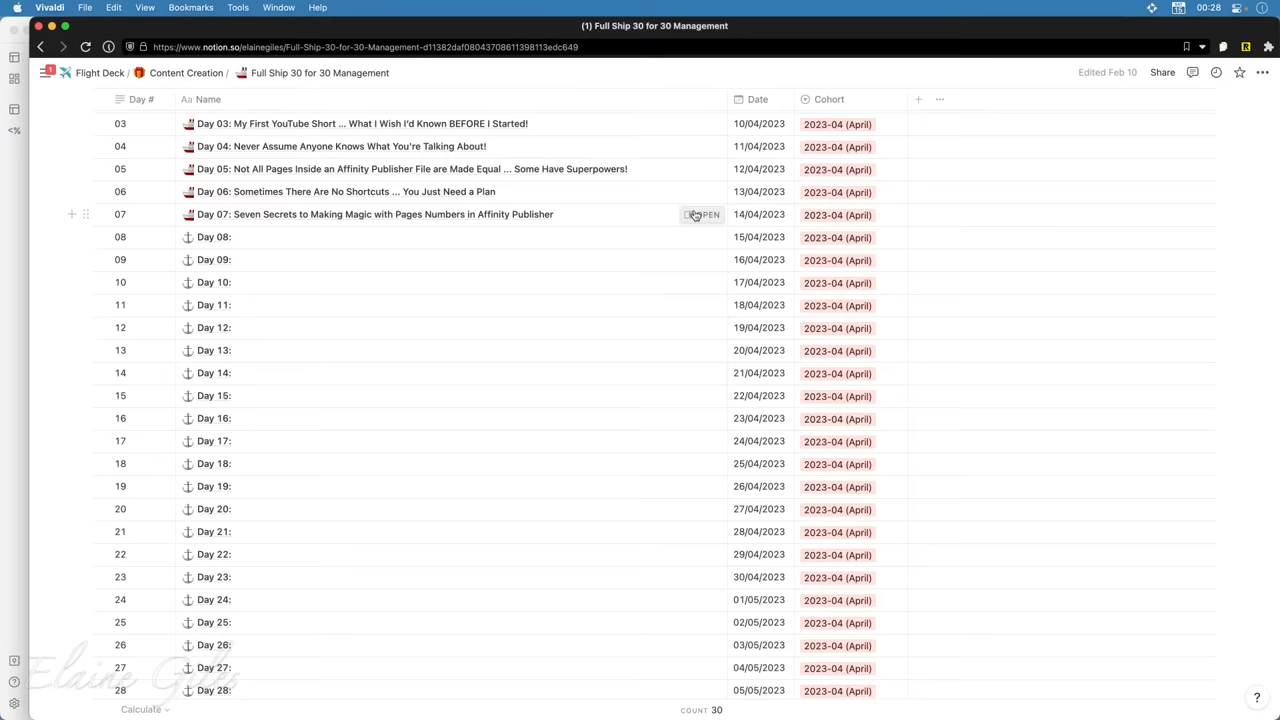 Vivaldi File Edit View Bookmarks Tools Window Help 00:28
(1) Full Ship 30 for 30 Management
https://www.notion.so/elainegiles/Full-Ship-30-for-30-Management-d11382daf08043708611398113edc649
1 Flight Deck / Content Creation / Full Ship 30 for 30 Management Edited Feb 10 Share
Day # Aa Name Date Cohort
03 Day 03: My First YouTube Short ... What I Wish I'd Known BEFORE I Started! 10/04/2023 2023-04 (April)
04 Day 04: Never Assume Anyone Knows What You're Talking About! 11/04/2023 2023-04 (April)
05 Day 05: Not All Pages Inside an Affinity Publisher File are Made Equal ... Some Have Superpowers! 12/04/2023 2023-04 (April)
06 Day 06: Sometimes There Are No Shortcuts ... You Just Need a Plan 13/04/2023 2023-04 (April)
07 Day 07: Seven Secrets to Making Magic with Pages Numbers in Affinity Publisher OPEN 14/04/2023 2023-04 (April)
08 Day 08: 15/04/2023 2023-04 (April)
09 Day 09: 16/04/2023 2023-04 (April)
10 Day 10: 17/04/2023 2023-04 (April)
11 Day 11: 18/04/2023 2023-04 (April)
12 Day 12: 19/04/2023 2023-04 (April)
13 Day 13: 20/04/2023 2023-04 (April)
14 Day 14: 21/04/2023 2023-04 (April)
15 Day 15: 22/04/2023 2023-04 (April)
16 Day 16: 23/04/2023 2023-04 (April)
17 Day 17: 24/04/2023 2023-04 (April)
18 Day 18: 25/04/2023 2023-04 (April)
19 Day 19: 26/04/2023 2023-04 (April)
20 Day 20: 27/04/2023 2023-04 (April)
21 Day 21: 28/04/2023 2023-04 (April)
22 Day 22: 29/04/2023 2023-04 (April)
23 Day 23: 30/04/2023 2023-04 (April)
24 Day 24: 01/05/2023 2023-04 (April)
25 Day 25: 02/05/2023 2023-04 (April)
26 Day 26: 03/05/2023 2023-04 (April)
27 Day 27: 04/05/2023 2023-04 (April)
28 Day 28: 05/05/2023 2023-04 (April)
Elaine Giles
Calculate COUNT 30